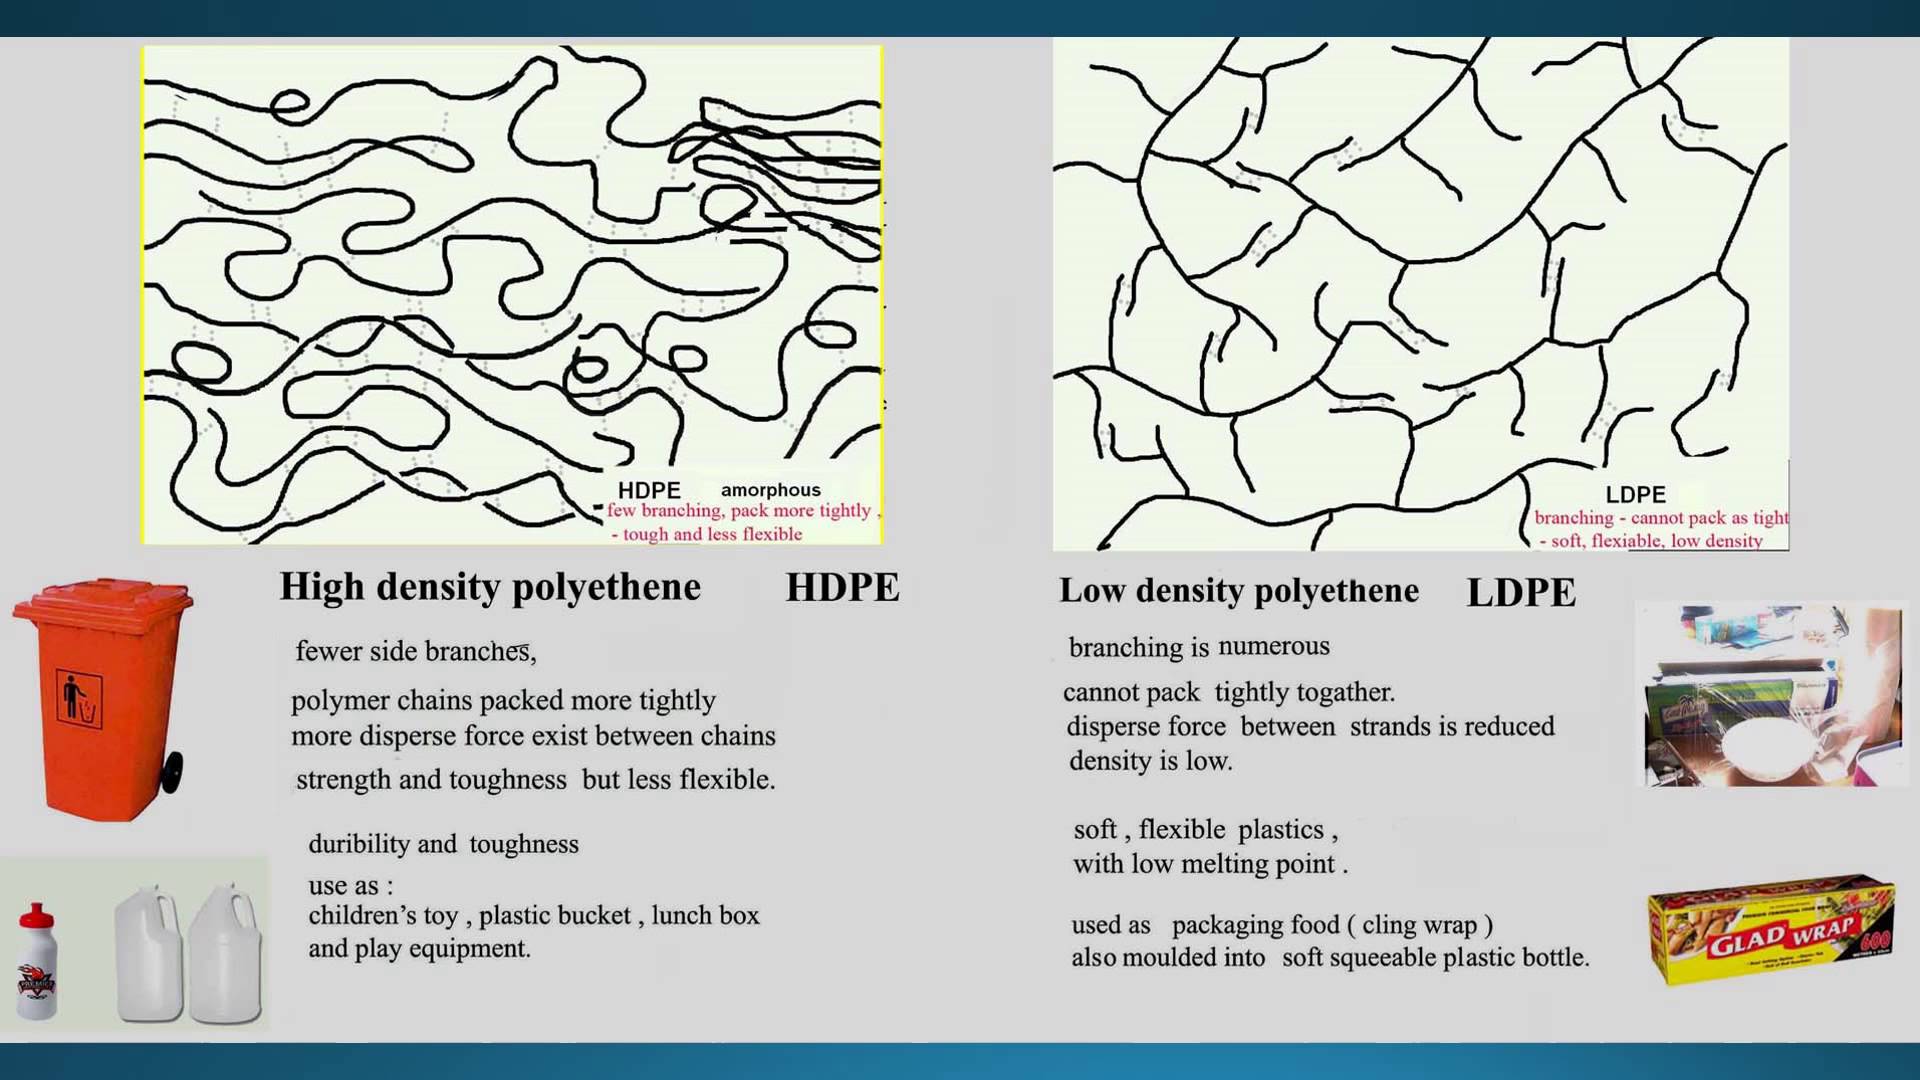 HDPE amorphous
few branching, pack more tightly ,
- tough and less flexible
LDPE
branching - cannot pack as tight
- soft, flexiable, low density
High density polyethene HDPE
fewer side branches,
polymer chains packed more tightly
more disperse force exist between chains
strength and toughness but less flexible.
duribility and toughness
use as :
children's toy , plastic bucket , lunch box
and play equipment.
Low density polyethene LDPE
branching is numerous
cannot pack tightly togather.
disperse force between strands is reduced
density is low.
soft , flexible plastics ,
with low melting point .
used as packaging food ( cling wrap )
also moulded into soft squeeable plastic bottle.
GLAD WRAP
600